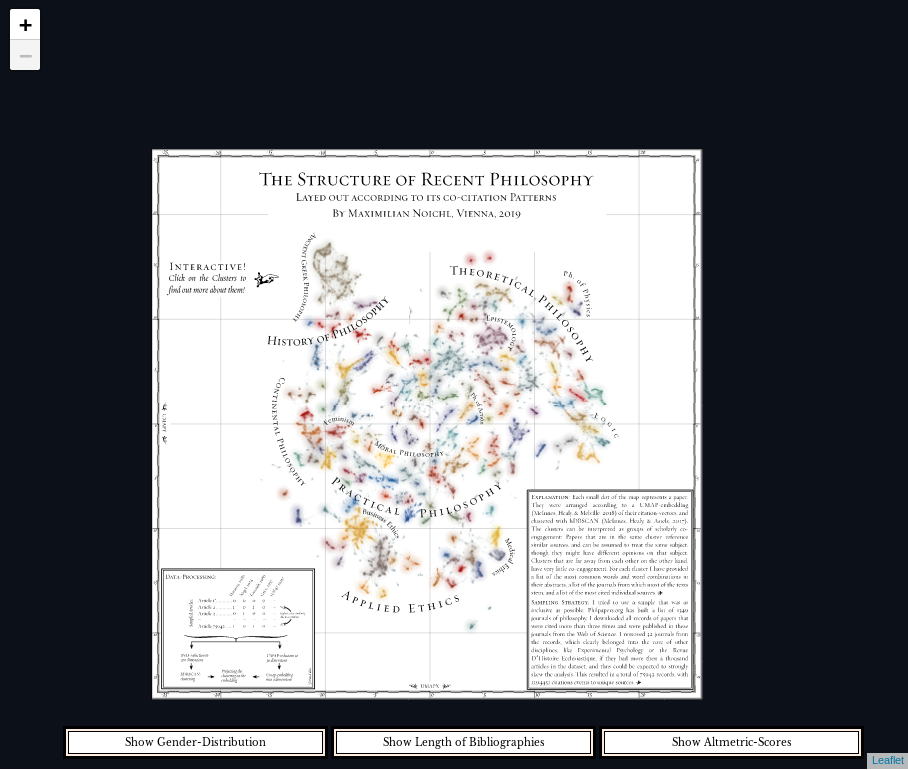 +
−
The Structure of Recent Philosophy
Layed out according to its co-citation Patterns
By Maximilian Noichl, Vienna, 2019
Interactive!
Click on the Clusters to
find out more about them!
Ancient Greek Philosophy
History of Philosophy
Theoretical Philosophy
Ph. of Physics
Epistemology
Continental Philosophy
Feminism
Moral Philosophy
Logic
Practical Philosophy
Business Ethics
Medical Ethics
Applied Ethics
UMAP Y
UMAP X
Data-Processing:
Explanation: Each small dot of the map represents a paper.
They were arranged according to a UMAP-embedding
(McInnes, Healy, & Melville 2018) of their citation-vectors, and
clustered with HDBSCAN. (McInnes, Healy, & Astels, 2017).
The clusters can be interpreted as groups of scholarly co-
engagement: Papers that are in the same cluster reference
similar sources, and can be assumed to treat the same subject,
though they might have different opinions on that subject.
Clusters that are far away from each other on the other hand,
have very little co-engagement. For each cluster I have provided
a list of the most common words and word combinations in
their abstracts, a list of the journals from which most of the texts
stem, and a list of the most cited individual sources.
Sampling Strategy: I tried to use a sample that was as
inclusive as possible. Philpapers.org has built a list of 1349
journals of philosophy. I downloaded all records of papers that
were cited more than three times and were published in these
journals from the Web of Science. I removed 32 journals from
the records, which clearly belonged into the core of other
disciplines, like Experimental Psychology or the Revue
D'Histoire Ecclesiastique, if they had more then a thousand
articles in the dataset, and thus could be expected to strongly
skew the analysis. This resulted in a total of 75942 records, with
citations entries to unique sources.
Show Gender-Distribution
Show Length of Bibliographies
Show Altmetric-Scores
Leaflet